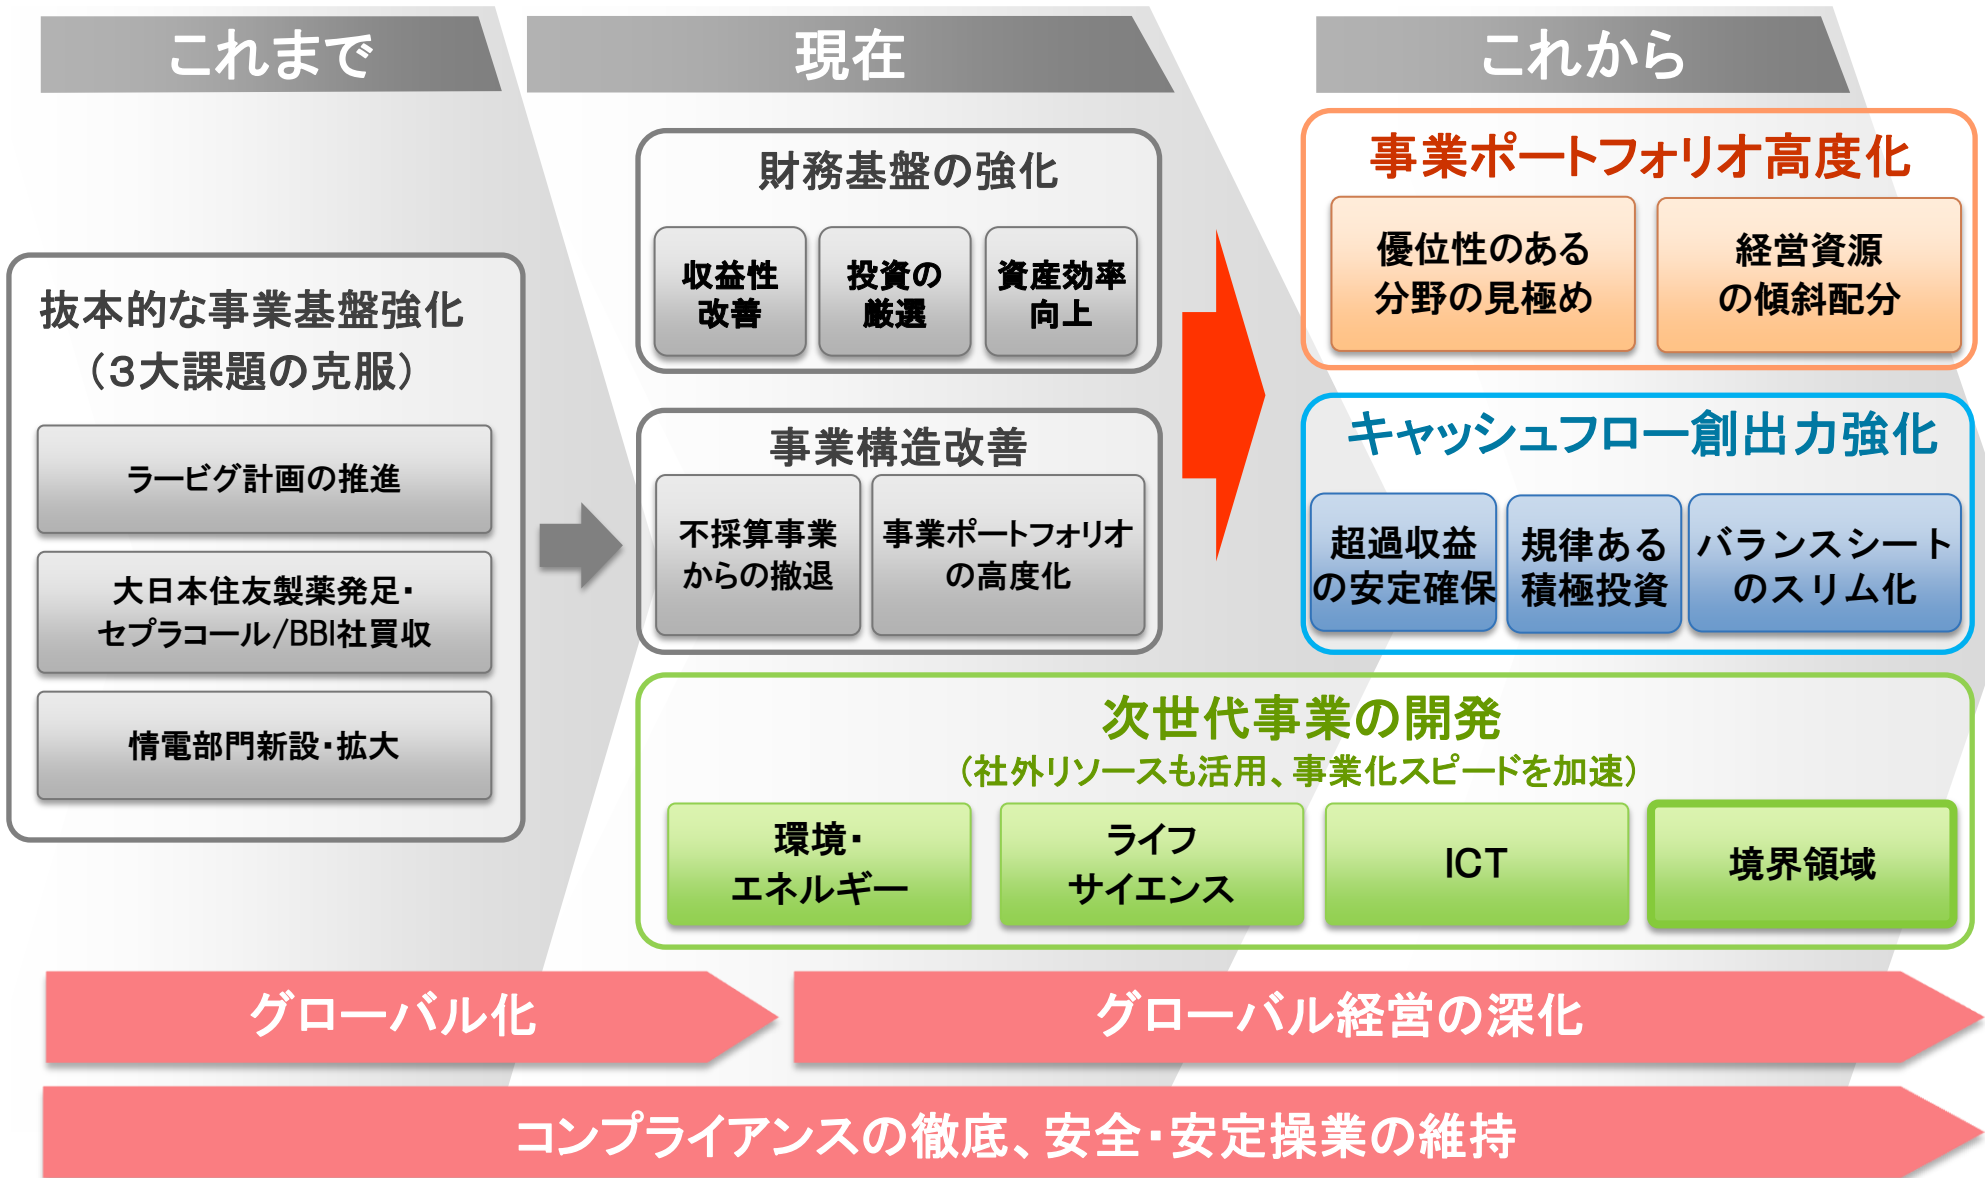 これまで
現在
これから
抜本的な事業基盤強化
（3大課題の克服）
ラービグ計画の推進
大日本住友製薬発足・
セプラコール/BBI社買収
情電部門新設・拡大
財務基盤の強化
収益性
改善
投資の
厳選
資産効率
向上
事業構造改善
不採算事業
からの撤退
事業ポートフォリオ
の高度化
事業ポートフォリオ高度化
優位性のある
分野の見極め
経営資源
の傾斜配分
キャッシュフロー創出力強化
超過収益
の安定確保
規律ある
積極投資
バランスシート
のスリム化
次世代事業の開発
（社外リソースも活用、事業化スピードを加速）
環境・
エネルギー
ライフ
サイエンス
ICT
境界領域
グローバル化
グローバル経営の深化
コンプライアンスの徹底、安全・安定操業の維持